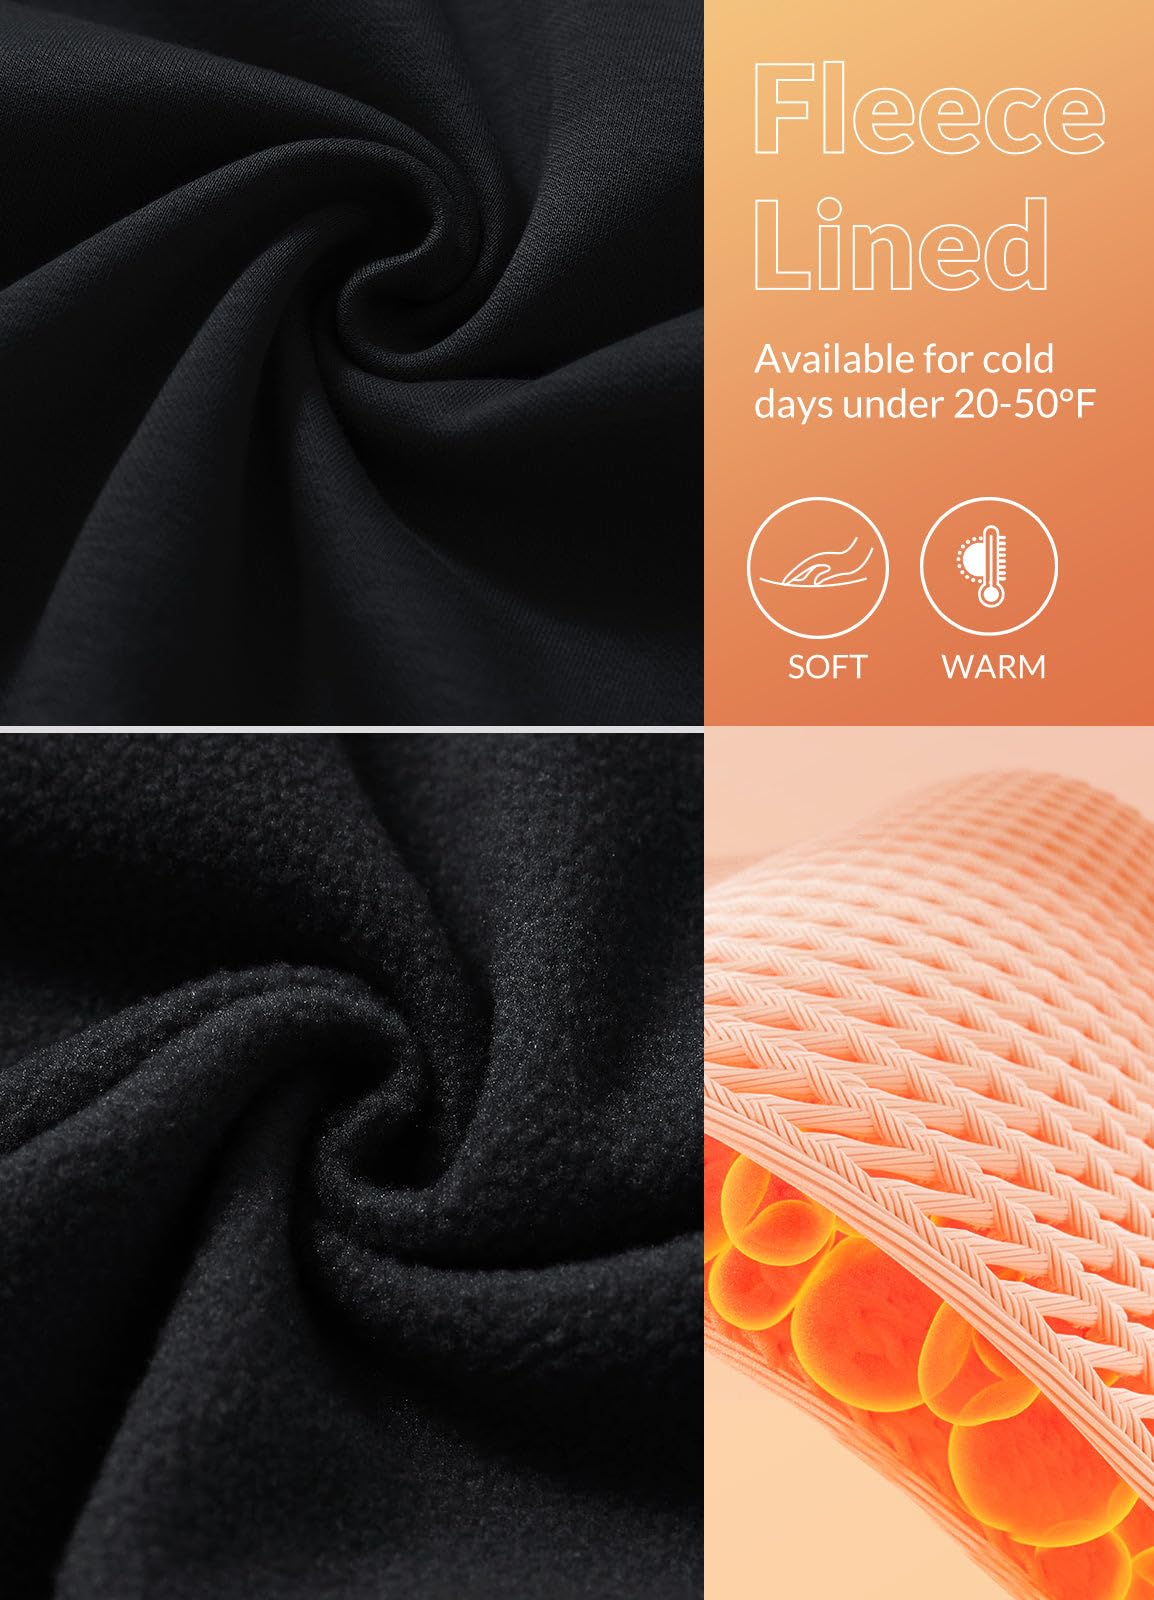 Fleece
Lined
Available for cold
days under 20-50°F
SOFT
WARM